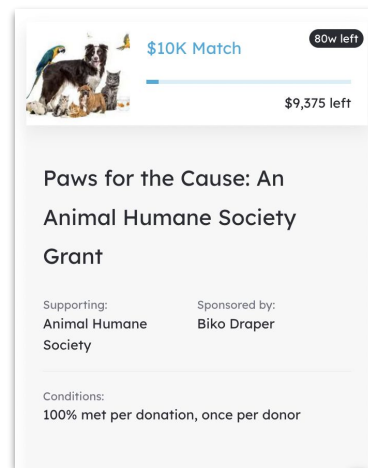 80w left
$10K Match
$9,375 left
Paws for the Cause: An
Animal Humane Society
Grant
Supporting:
Animal Humane
Society
Sponsored by:
Biko Draper
Conditions:
100% met per donation, once per donor